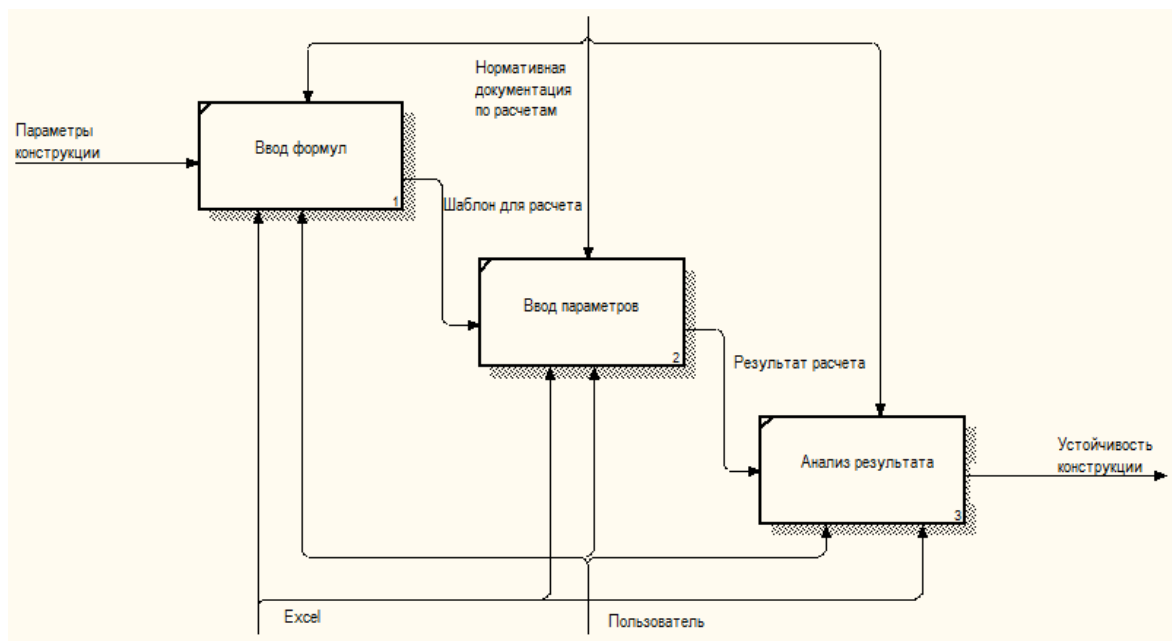 Нормативная
документация
по расчетам
Параметры
конструкции
Ввод формул
1
Шаблон для расчета
Ввод параметров
2
Результат расчета
Анализ результата
3
Устойчивость
конструкции
Excel
Пользователь